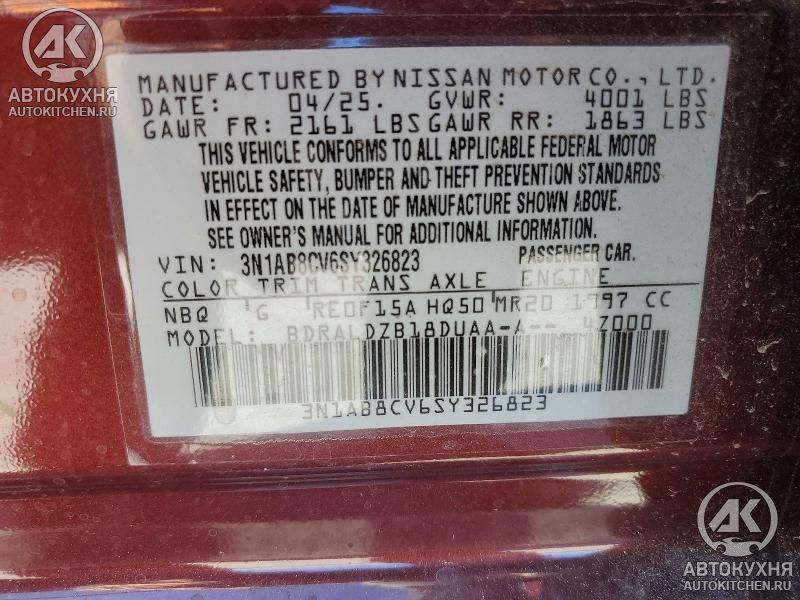 АК
АВТОКУХНЯ
AUTOKITCHEN.RU
MANUFACTURED BY NISSAN MOTOR CO., LTD.
DATE: 04/25. GVWR: 4001 LBS
GAWR FR: 2161 LBS GAWR RR: 1863 LBS
THIS VEHICLE CONFORMS TO ALL APPLICABLE FEDERAL MOTOR
VEHICLE SAFETY, BUMPER AND THEFT PREVENTION STANDARDS
IN EFFECT ON THE DATE OF MANUFACTURE SHOWN ABOVE.
SEE OWNER'S MANUAL FOR ADDITIONAL INFORMATION.
VIN: 3N1AB8CV6SY326823 PASSENGER CAR.
COLOR TRIM TRANS AXLE ENGINE
NBQ 'G 'RE0F15A HQ50 'MR20 1997 CC
MODEL: BDRALDZB18DUAA-A-- 4Z000
3N1AB8CV6SY326823
АК
АВТОКУХНЯ
AUTOKITCHEN.RU